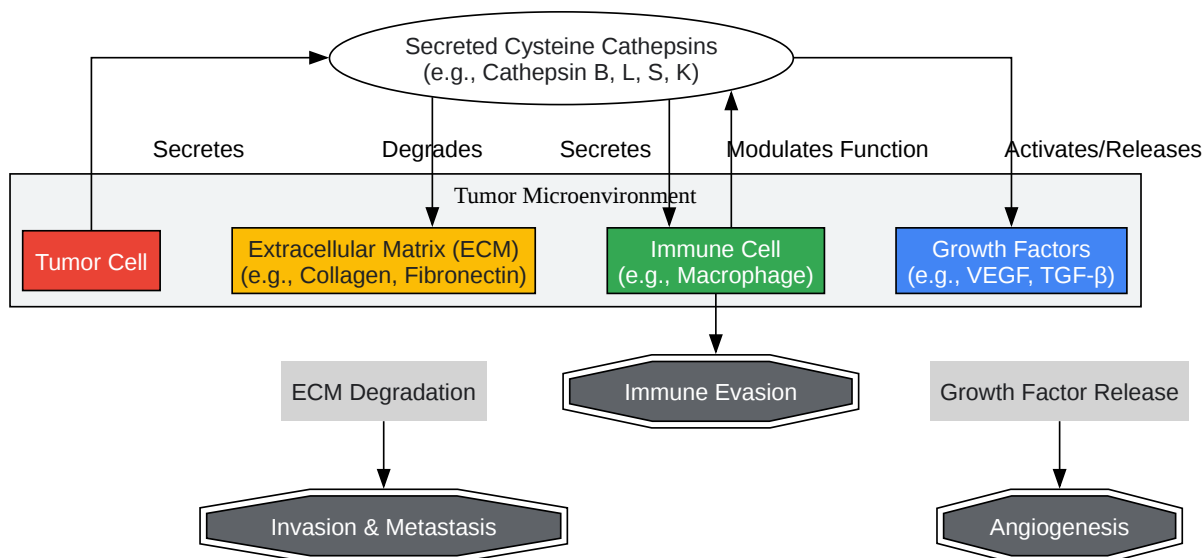 Secreted Cysteine Cathepsins
(e.g., Cathepsin B, L, S, K)
Secretes
Degrades
Secretes
Modulates Function
Activates/Releases
Tumor Microenvironment
Tumor Cell
Extracellular Matrix (ECM)
(e.g., Collagen, Fibronectin)
Immune Cell
(e.g., Macrophage)
Growth Factors
(e.g., VEGF, TGF-β)
ECM Degradation
Immune Evasion
Growth Factor Release
Invasion & Metastasis
Angiogenesis